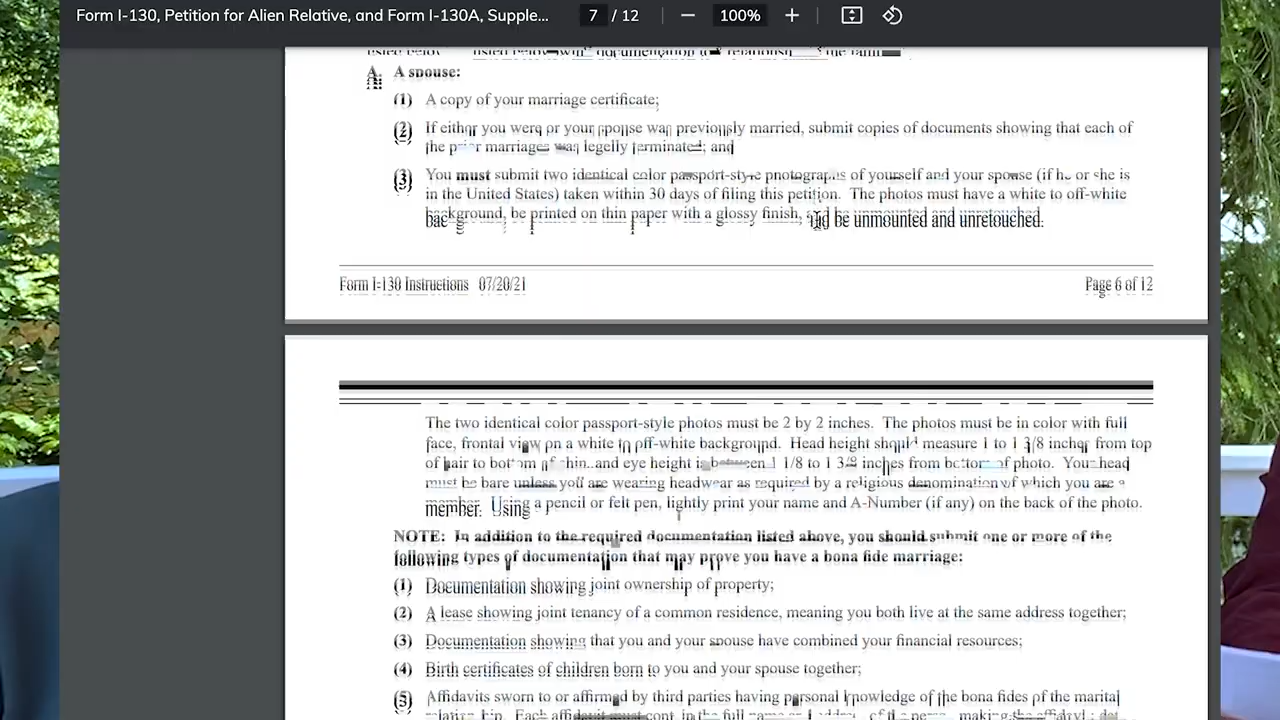 Form I-130, Petition for Alien Relative, and Form I-130A, Supple...
7 / 12
100%
listed below
A. A spouse:
(1) A copy of your marriage certificate;
(2) If either you were or your spouse was previously married, submit copies of documents showing that each of
the prior marriages was legally terminated; and
(3) You must submit two identical color passport-style photographs of yourself and your spouse (if he or she is
in the United States) taken within 30 days of filing this petition. The photos must have a white to off-white
background, be printed on thin paper with a glossy finish, and be unmounted and unretouched.
Form I-130 Instructions 07/20/21
Page 6 of 12
The two identical color passport-style photos must be 2 by 2 inches. The photos must be in color with full
face, frontal view on a white to off-white background. Head height should measure 1 to 1 3/8 inches from top
of hair to bottom of chin, and eye height is between 1 1/8 to 1 3/8 inches from bottom of photo. Your head
must be bare unless you are wearing headwear as required by a religious denomination of which you are a
member. Using a pencil or felt pen, lightly print your name and A-Number (if any) on the back of the photo.
NOTE: In addition to the required documentation listed above, you should submit one or more of the
following types of documentation that may prove you have a bona fide marriage:
(1) Documentation showing joint ownership of property;
(2) A lease showing joint tenancy of a common residence, meaning you both live at the same address together;
(3) Documentation showing that you and your spouse have combined your financial resources;
(4) Birth certificates of children born to you and your spouse together;
(5) Affidavits sworn to or affirmed by third parties having personal knowledge of the bona fides of the marital
relationship. Each affidavit must contain the full name